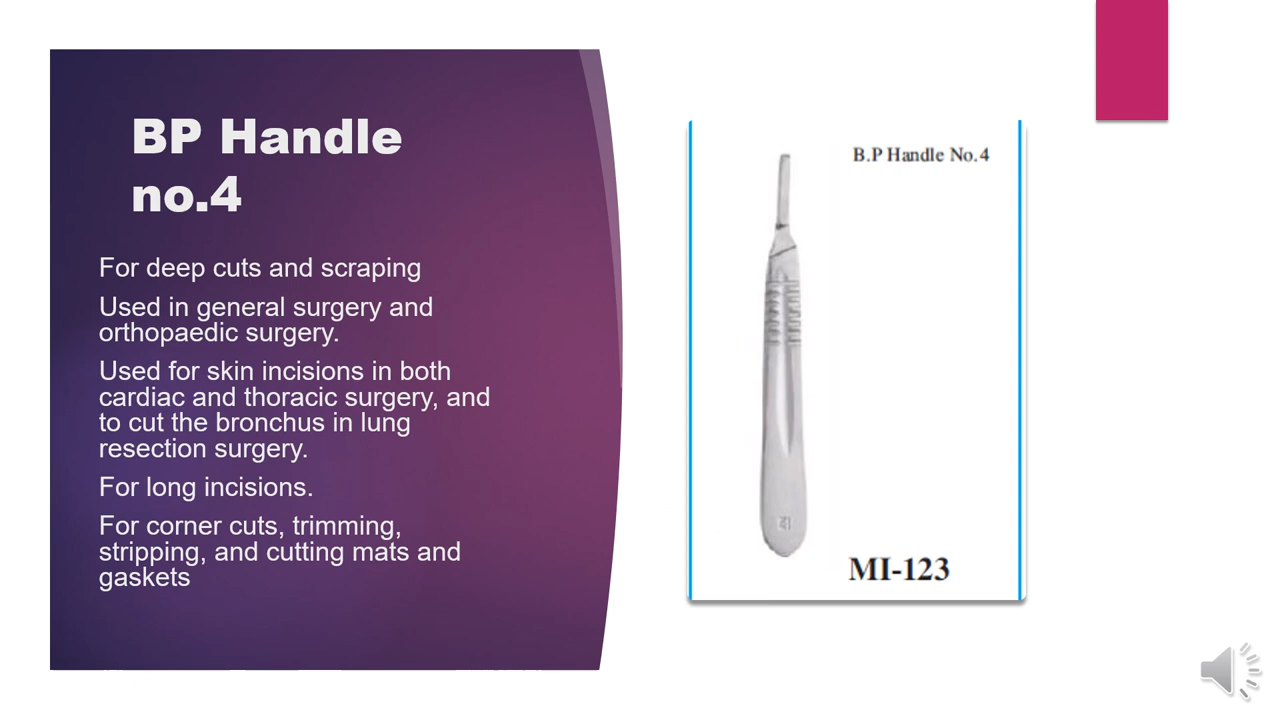 BP Handle
no.4
For deep cuts and scraping
Used in general surgery and
orthopaedic surgery.
Used for skin incisions in both
cardiac and thoracic surgery, and
to cut the bronchus in lung
resection surgery.
For long incisions.
For corner cuts, trimming,
stripping, and cutting mats and
gaskets
B.P Handle No.4
MI-123